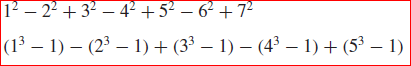 1² − 2² + 3² − 4² + 5² − 6² + 7²
(1³ − 1) − (2³ − 1) + (3³ − 1) − (4³ − 1) + (5³ − 1)